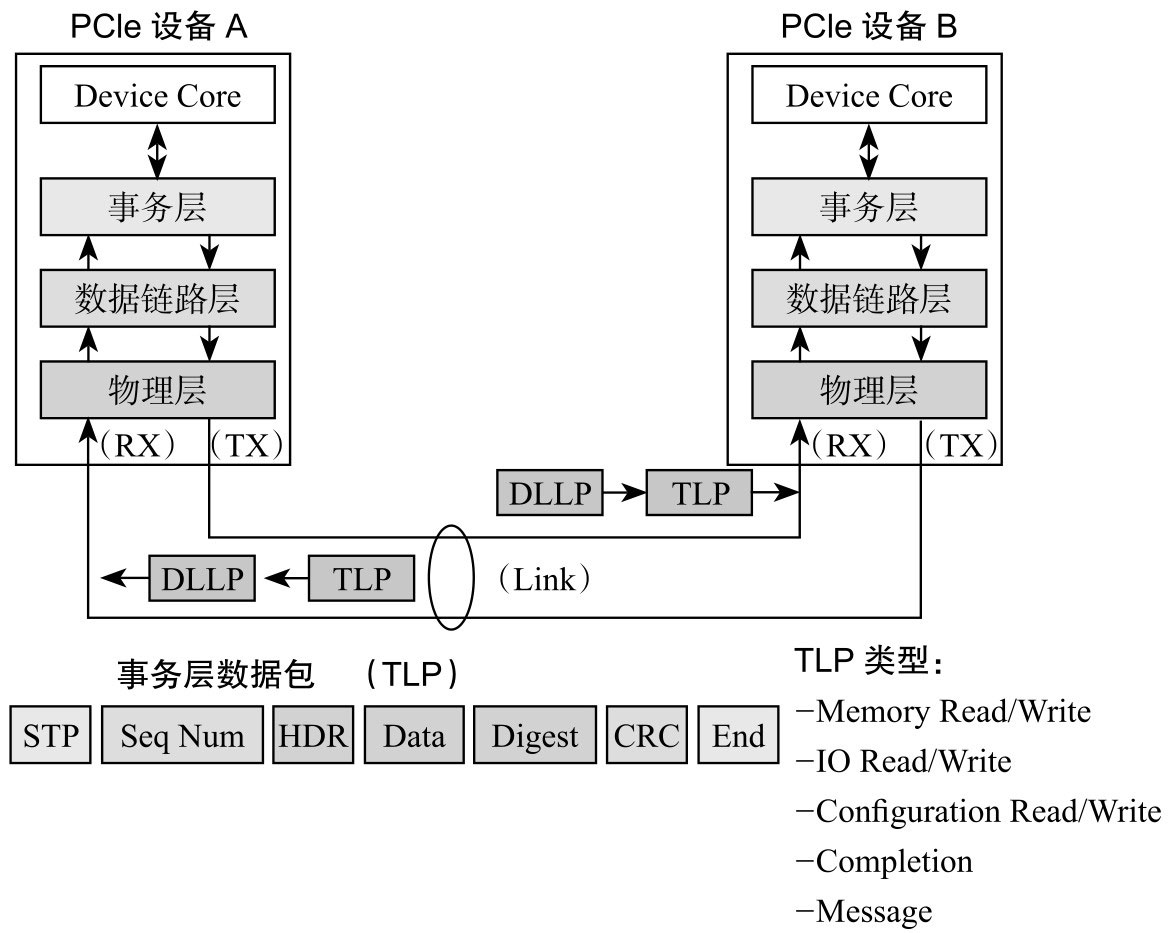 PCIe 设备 A
Device Core
事务层
数据链路层
物理层
（RX）（TX）
PCIe 设备 B
Device Core
事务层
数据链路层
物理层
（RX）（TX）
DLLP TLP
DLLP TLP （Link）
事务层数据包 （TLP）
STP Seq Num HDR Data Digest CRC End
TLP 类型：
−Memory Read/Write
−IO Read/Write
−Configuration Read/Write
−Completion
−Message